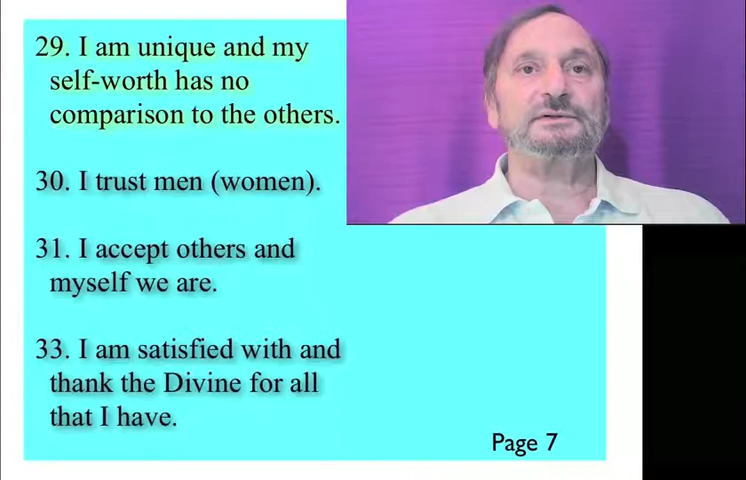 29. I am unique and my
self-worth has no
comparison to the others.
30. I trust men (women).
31. I accept others and
myself we are.
33. I am satisfied with and
thank the Divine for all
that I have.
Page 7